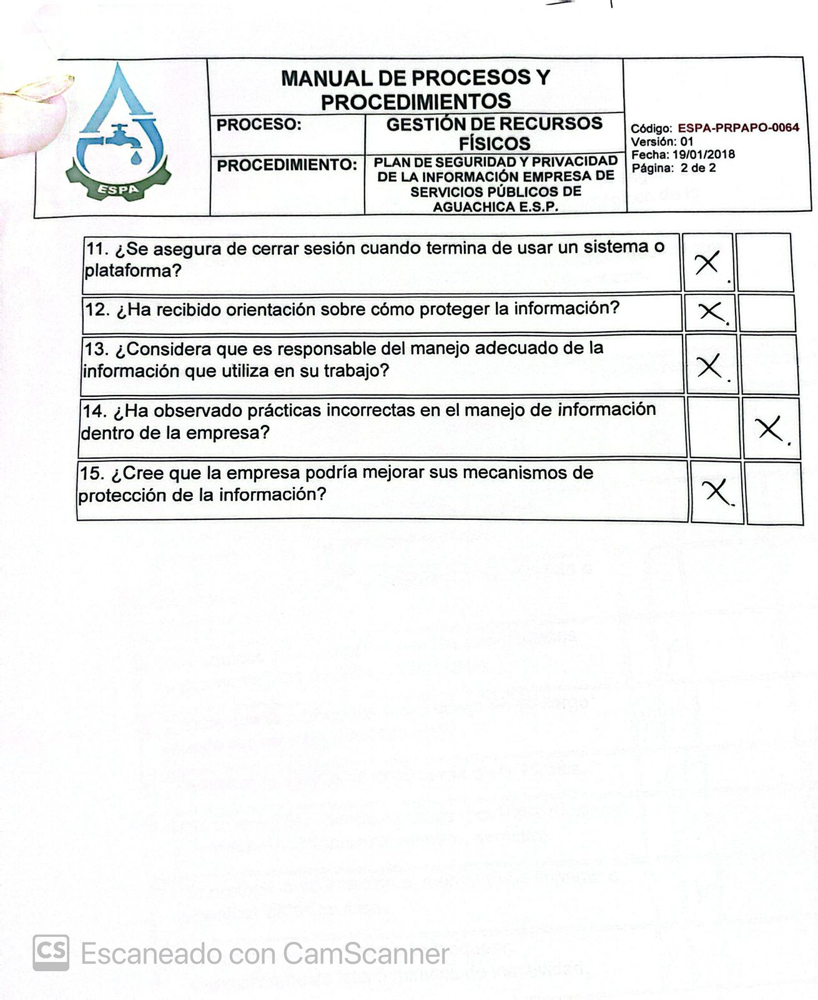 MANUAL DE PROCESOS Y
PROCEDIMIENTOS
PROCESO:
GESTIÓN DE RECURSOS
FÍSICOS
PROCEDIMIENTO:
PLAN DE SEGURIDAD Y PRIVACIDAD
DE LA INFORMACIÓN EMPRESA DE
SERVICIOS PÚBLICOS DE
AGUACHICA E.S.P.
Código: ESPA-PRPAPO-0064
Versión: 01
Fecha: 19/01/2018
Página: 2 de 2
ESPA
11. ¿Se asegura de cerrar sesión cuando termina de usar un sistema o
plataforma?
X
12. ¿Ha recibido orientación sobre cómo proteger la información?
X
13. ¿Considera que es responsable del manejo adecuado de la
información que utiliza en su trabajo?
X
14. ¿Ha observado prácticas incorrectas en el manejo de información
dentro de la empresa?
X
15. ¿Cree que la empresa podría mejorar sus mecanismos de
protección de la información?
X
CS Escaneado con CamScanner